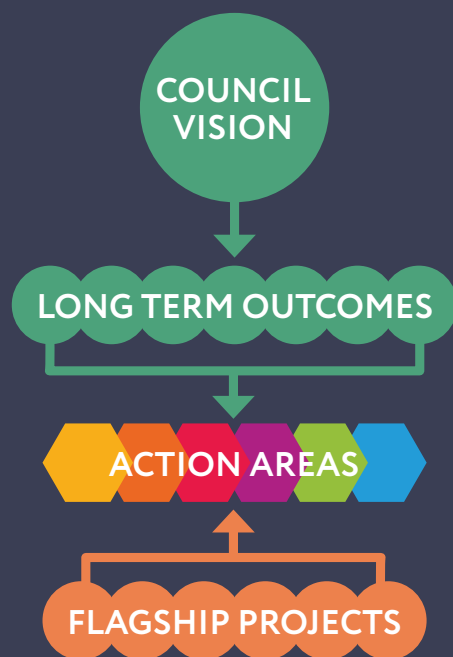 COUNCIL
VISION
LONG TERM OUTCOMES
ACTION AREAS
FLAGSHIP PROJECTS